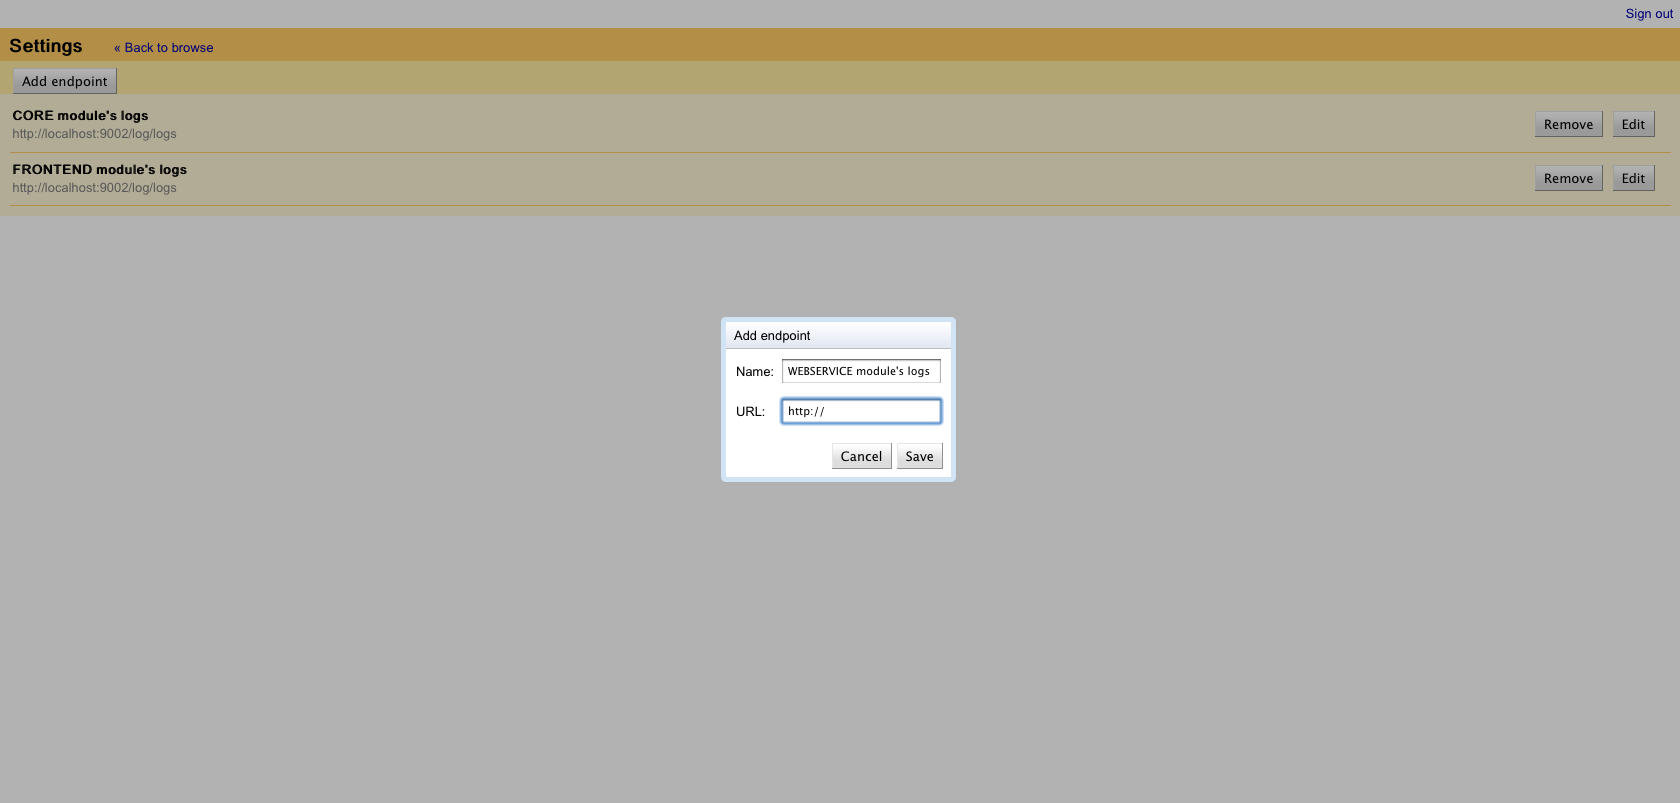 Sign out
Settings « Back to browse
Add endpoint
CORE module's logs
http://localhost:9002/log/logs
Remove Edit
FRONTEND module's logs
http://localhost:9002/log/logs
Remove Edit
Add endpoint
Name: WEBSERVICE module's logs
URL: http://
Cancel Save